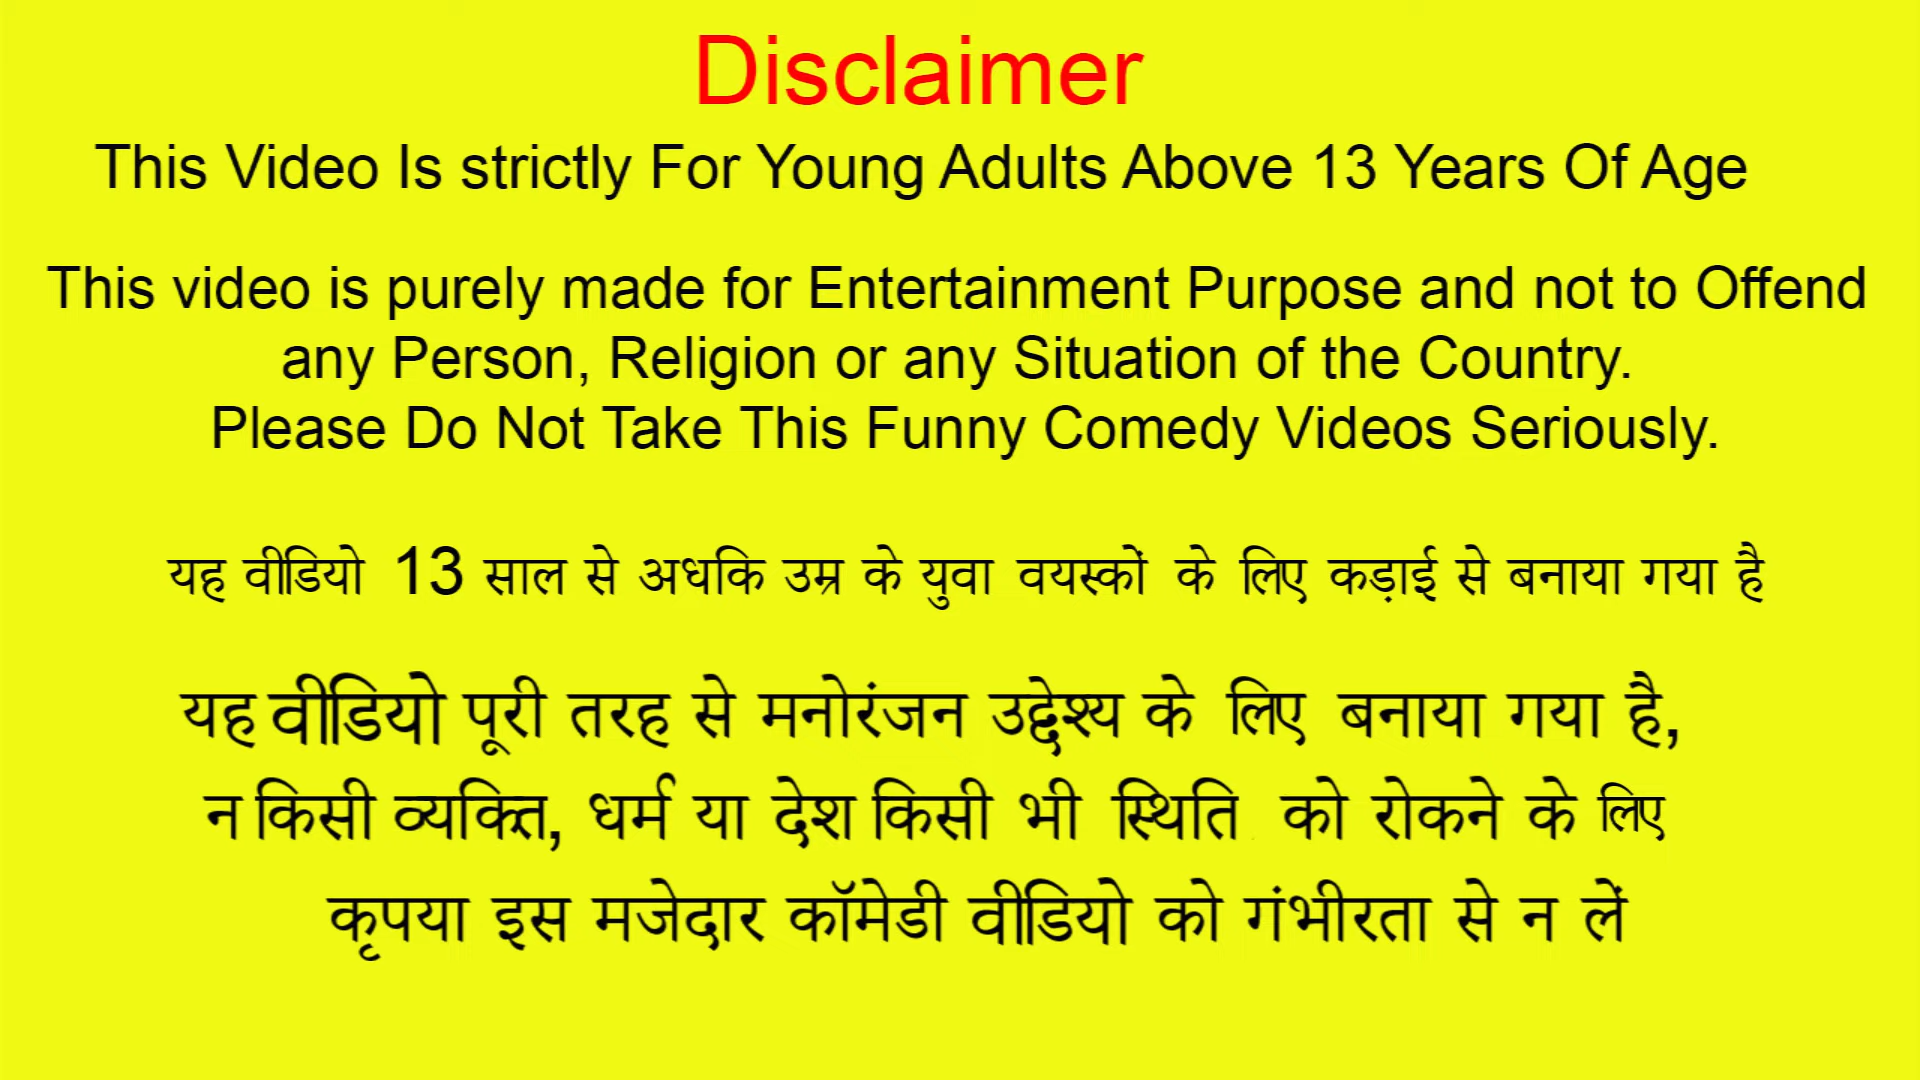 Disclaimer
This Video Is strictly For Young Adults Above 13 Years Of Age
This video is purely made for Entertainment Purpose and not to Offend
any Person, Religion or any Situation of the Country.
Please Do Not Take This Funny Comedy Videos Seriously.
यह वीडियो 13 साल से अधकि उम्र के युवा वयस्कों के लिए कड़ाई से बनाया गया है
यह वीडियो पूरी तरह से मनोरंजन उद्देश्य के लिए बनाया गया है,
न किसी व्यक्ति, धर्म या देश किसी भी स्थिति को रोकने के लिए
कृपया इस मजेदार कॉमेडी वीडियो को गंभीरता से न लें